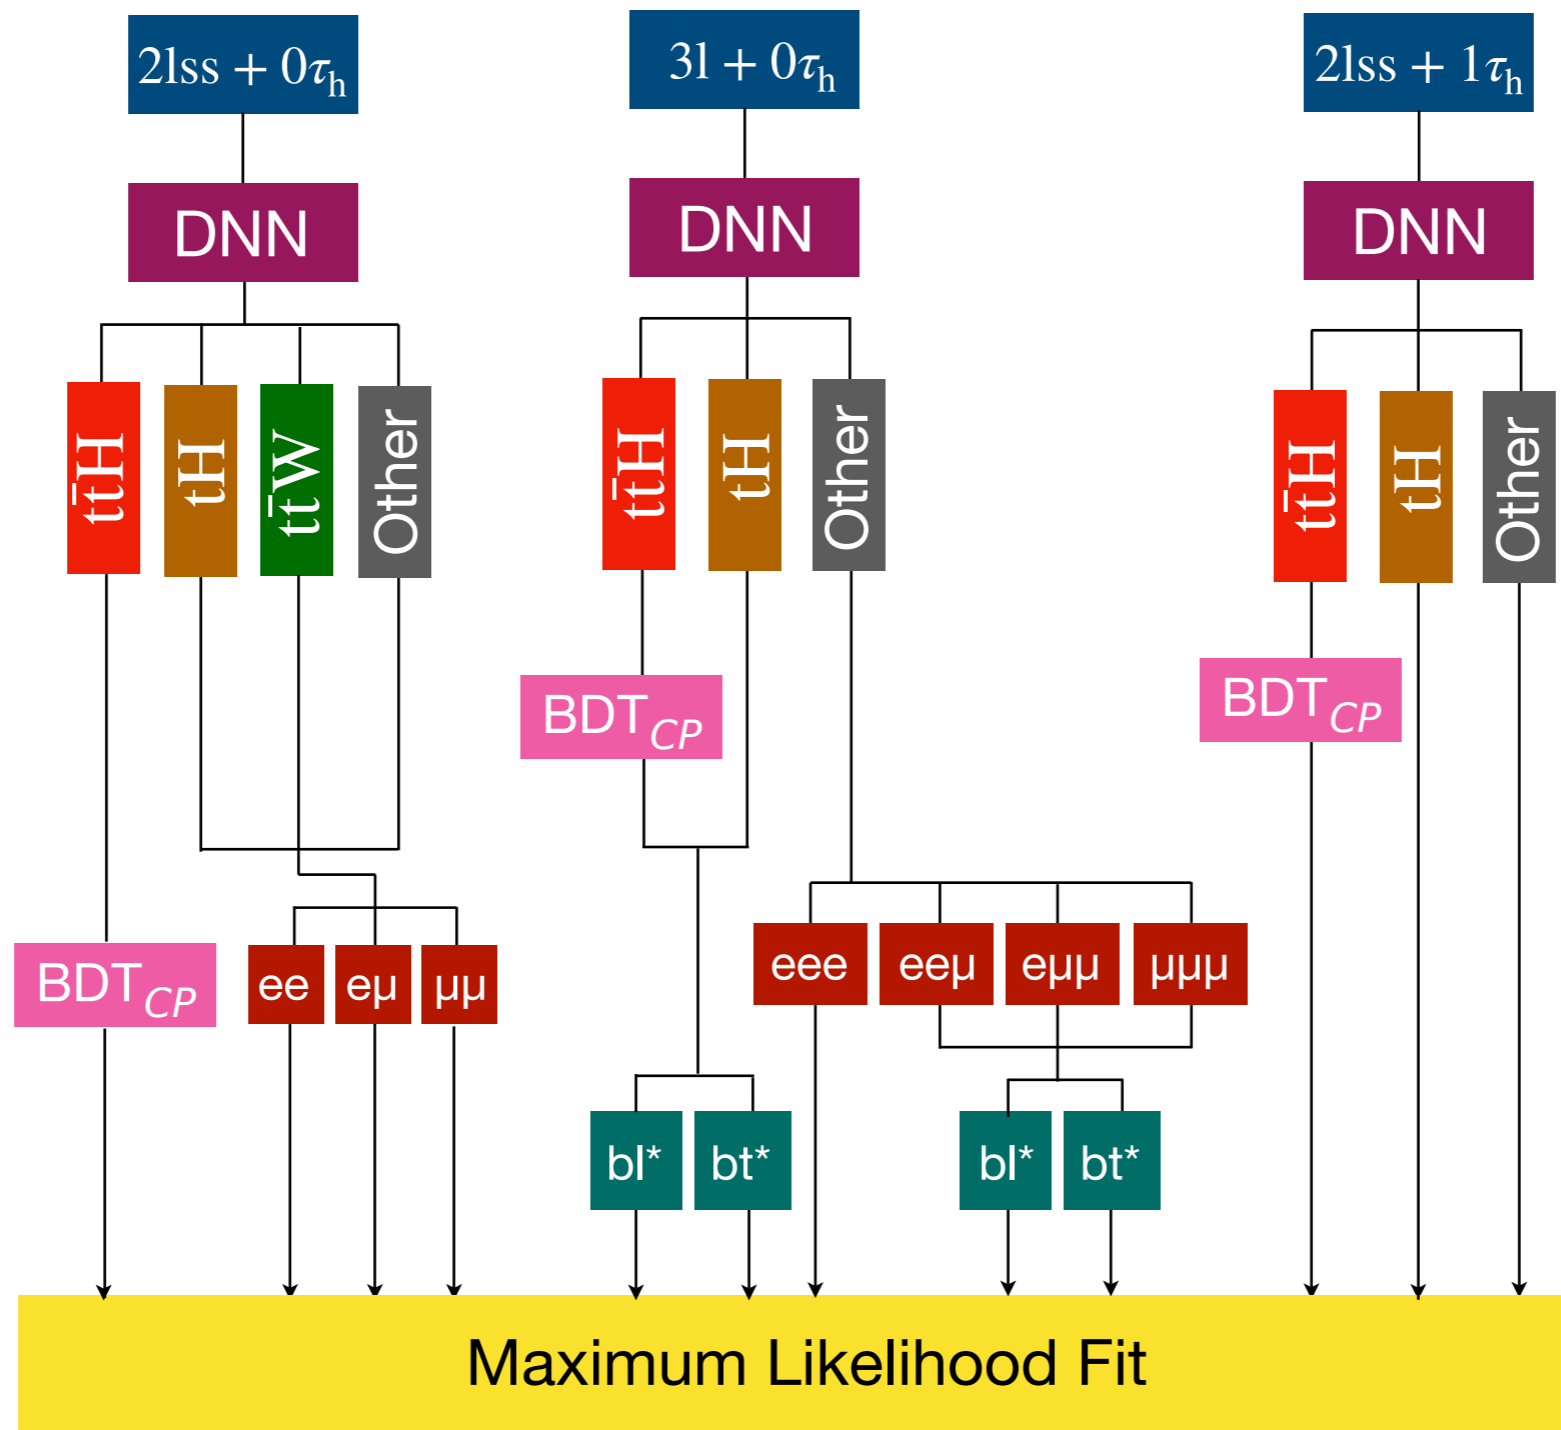 2lss + 0τh
3l + 0τh
2lss + 1τh
DNN
DNN
DNN
tt̄H
tH
tt̄W
Other
tt̄H
tH
Other
tt̄H
tH
Other
BDTCP
BDTCP
BDTCP
ee
eμ
μμ
eee
eeμ
eμμ
μμμ
bl*
bt*
bl*
bt*
Maximum Likelihood Fit